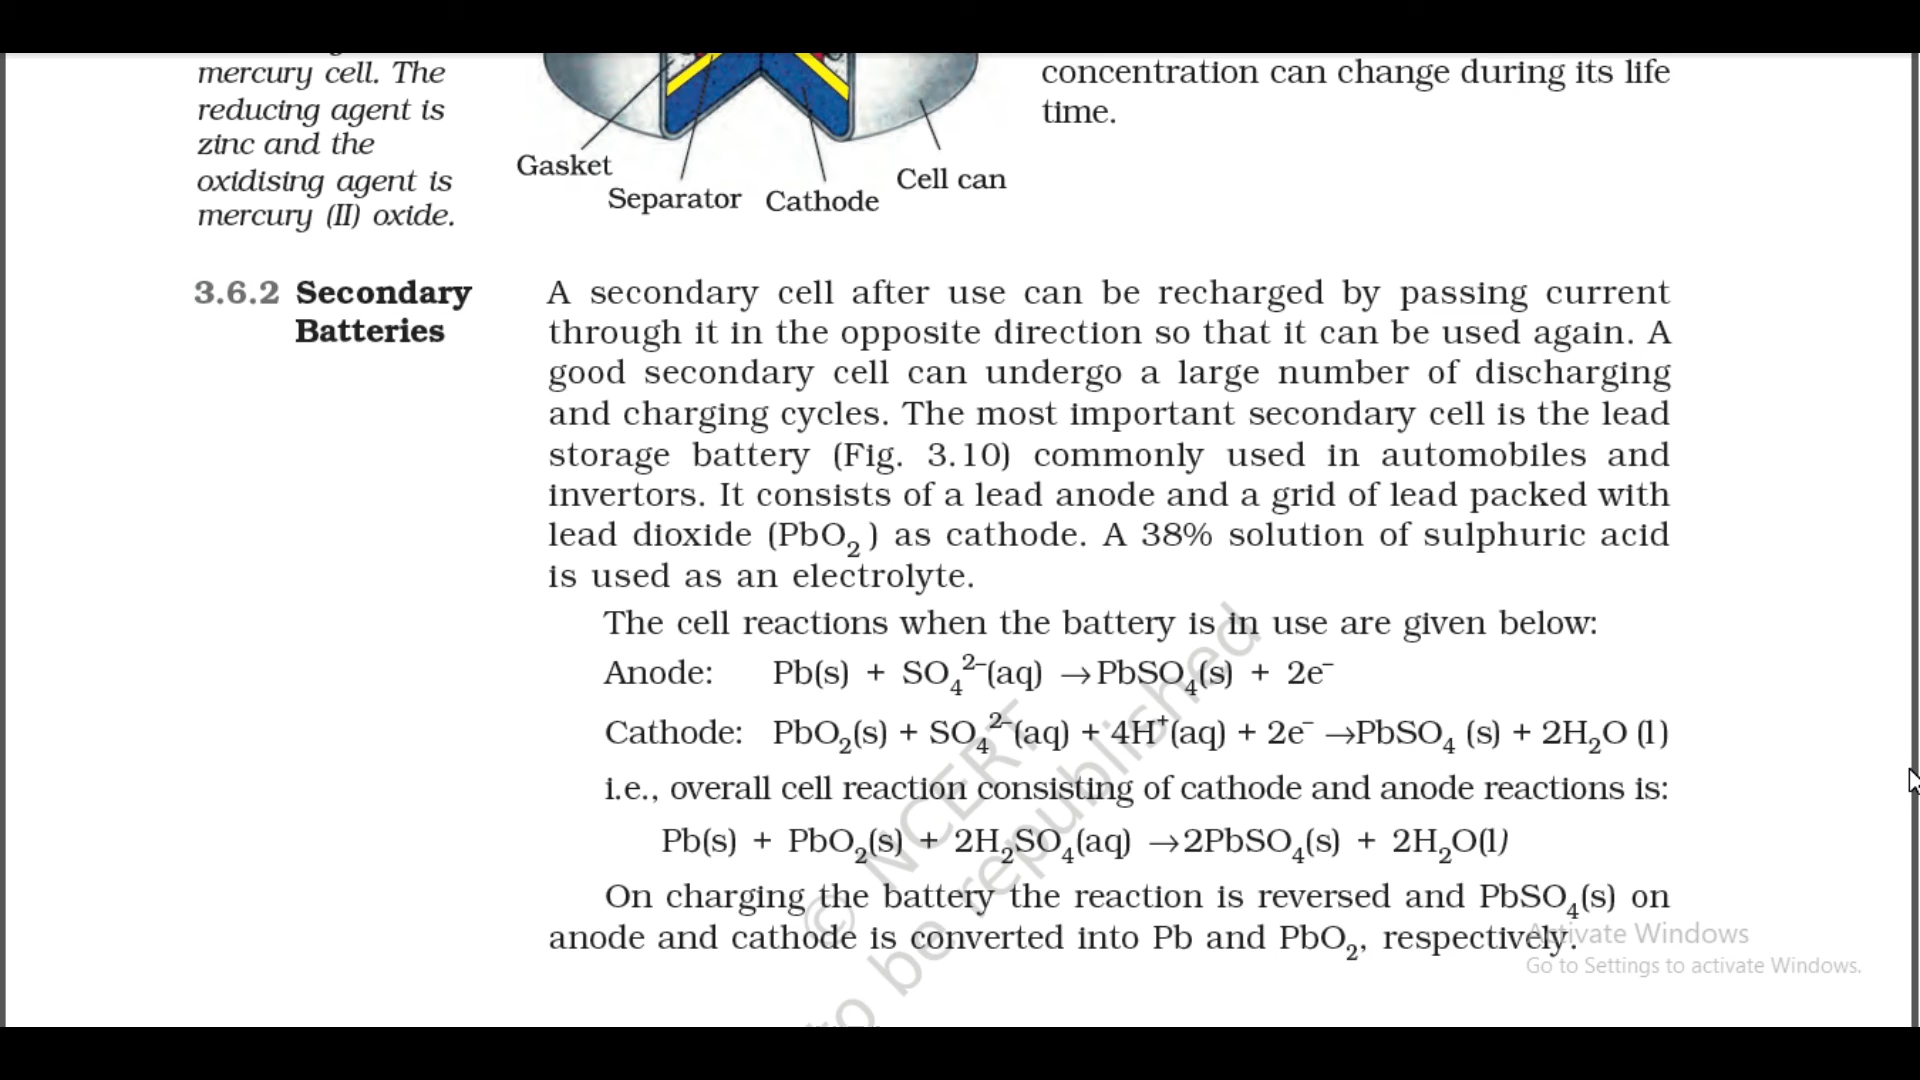 mercury cell. The
reducing agent is
zinc and the
oxidising agent is
mercury (II) oxide.
Gasket
Separator
Cathode
Cell can
concentration can change during its life
time.
3.6.2 Secondary
Batteries
A secondary cell after use can be recharged by passing current
through it in the opposite direction so that it can be used again. A
good secondary cell can undergo a large number of discharging
and charging cycles. The most important secondary cell is the lead
storage battery (Fig. 3.10) commonly used in automobiles and
invertors. It consists of a lead anode and a grid of lead packed with
lead dioxide (PbO₂) as cathode. A 38% solution of sulphuric acid
is used as an electrolyte.
The cell reactions when the battery is in use are given below:
Anode: Pb(s) + SO₄²⁻(aq) → PbSO₄(s) + 2e⁻
Cathode: PbO₂(s) + SO₄²⁻(aq) + 4H⁺(aq) + 2e⁻ → PbSO₄ (s) + 2H₂O (l)
i.e., overall cell reaction consisting of cathode and anode reactions is:
Pb(s) + PbO₂(s) + 2H₂SO₄(aq) → 2PbSO₄(s) + 2H₂O(l)
On charging the battery the reaction is reversed and PbSO₄(s) on
anode and cathode is converted into Pb and PbO₂, respectively.
© NCERT
to be republished
Activate Windows
Go to Settings to activate Windows.